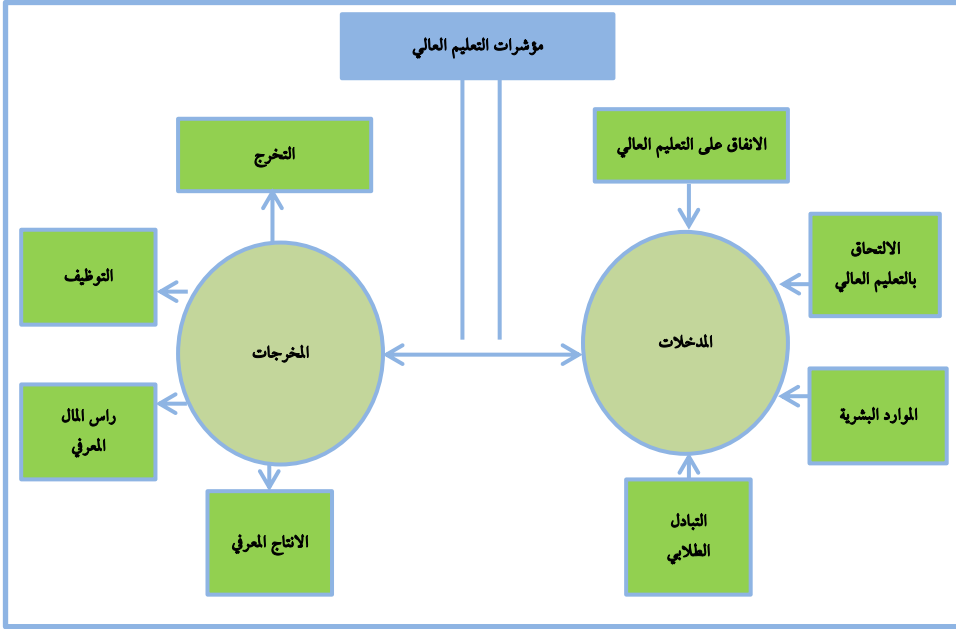 مؤشرات التعليم العالي
الانفاق على التعليم العالي
التخرج
الالتحاق
بالتعليم العالي
التوظيف
المدخلات
المخرجات
الموارد البشرية
راس المال
المعرفي
التبادل
الطلابي
الانتاج المعرفي